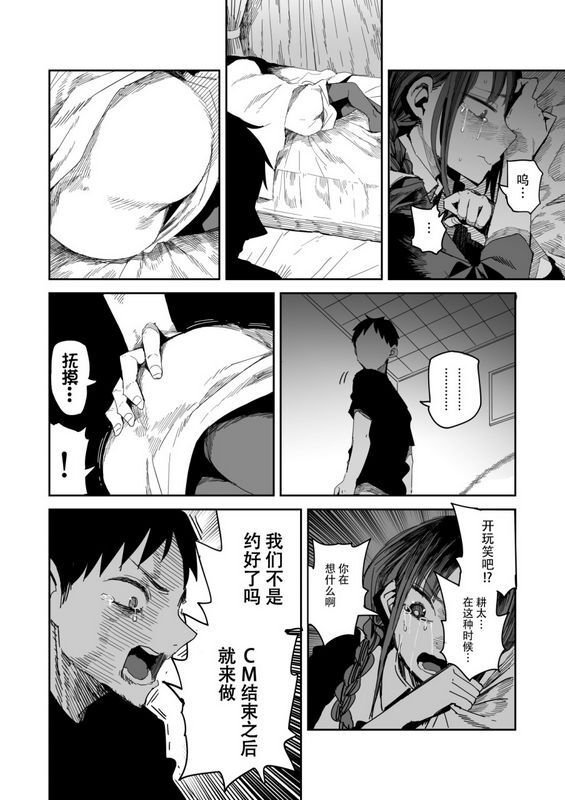 呜…
…
………
抚摸…
！
开玩笑吧!?
耕太…
在这种时候…
你在
想什么啊
我们不是
约好了吗
CM结束之后
就来做